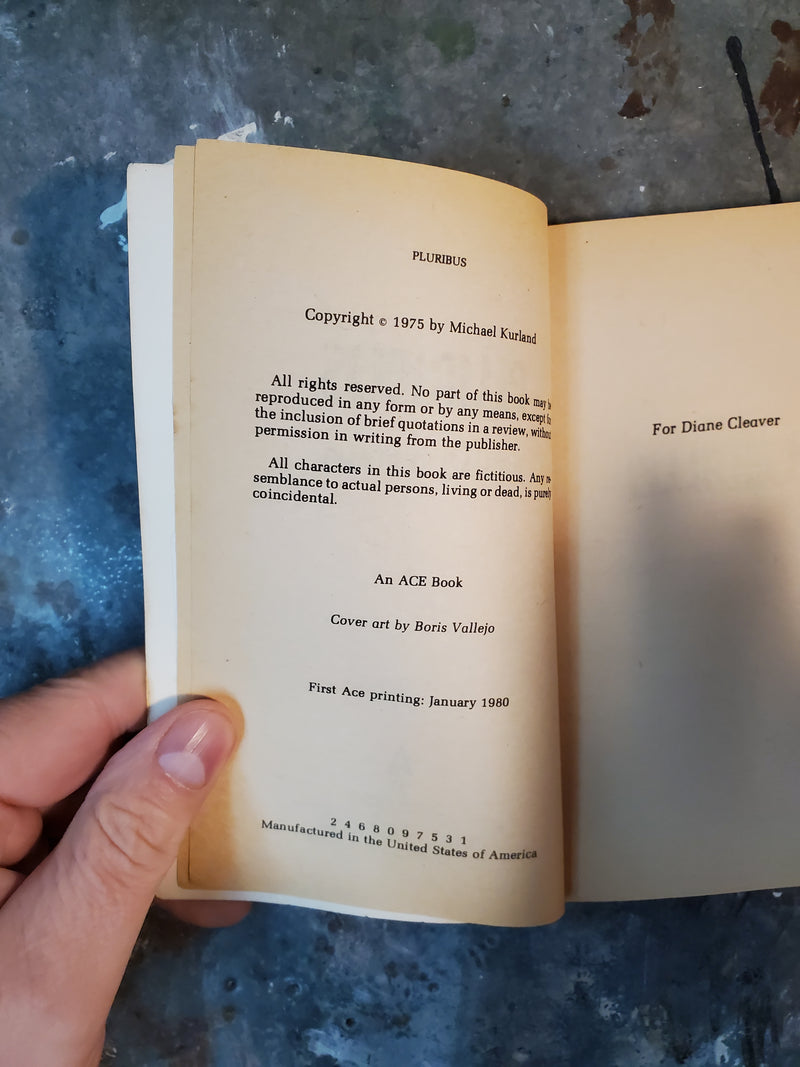 PLURIBUS
Copyright © 1975 by Michael Kurland
All rights reserved. No part of this book may
reproduced in any form or by any means, except
the inclusion of brief quotations in a review,
permission in writing from the publisher.
All characters in this book are fictitious. Any
semblance to actual persons, living or dead, is purely
coincidental.
An ACE Book
Cover art by Boris Vallejo
First Ace printing: January 1980
2 4 6 8 0 9 7 5 3 1
Manufactured in the United States of America
For Diane Cleaver